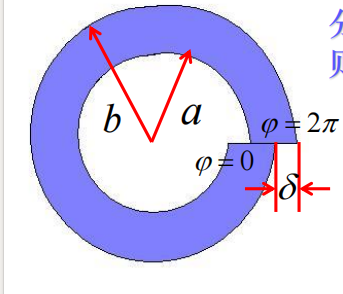 b
a
φ = 2π
φ = 0
δ